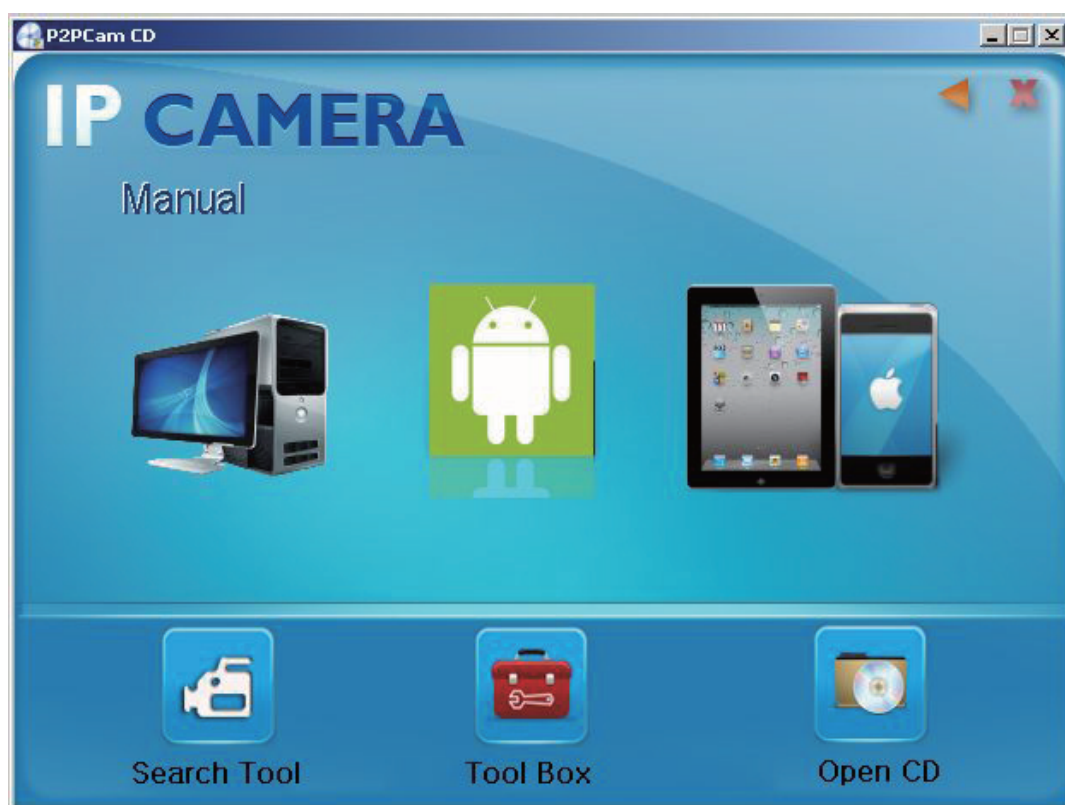 P2PCam CD
IP CAMERA
Manual
Search Tool
Tool Box
Open CD